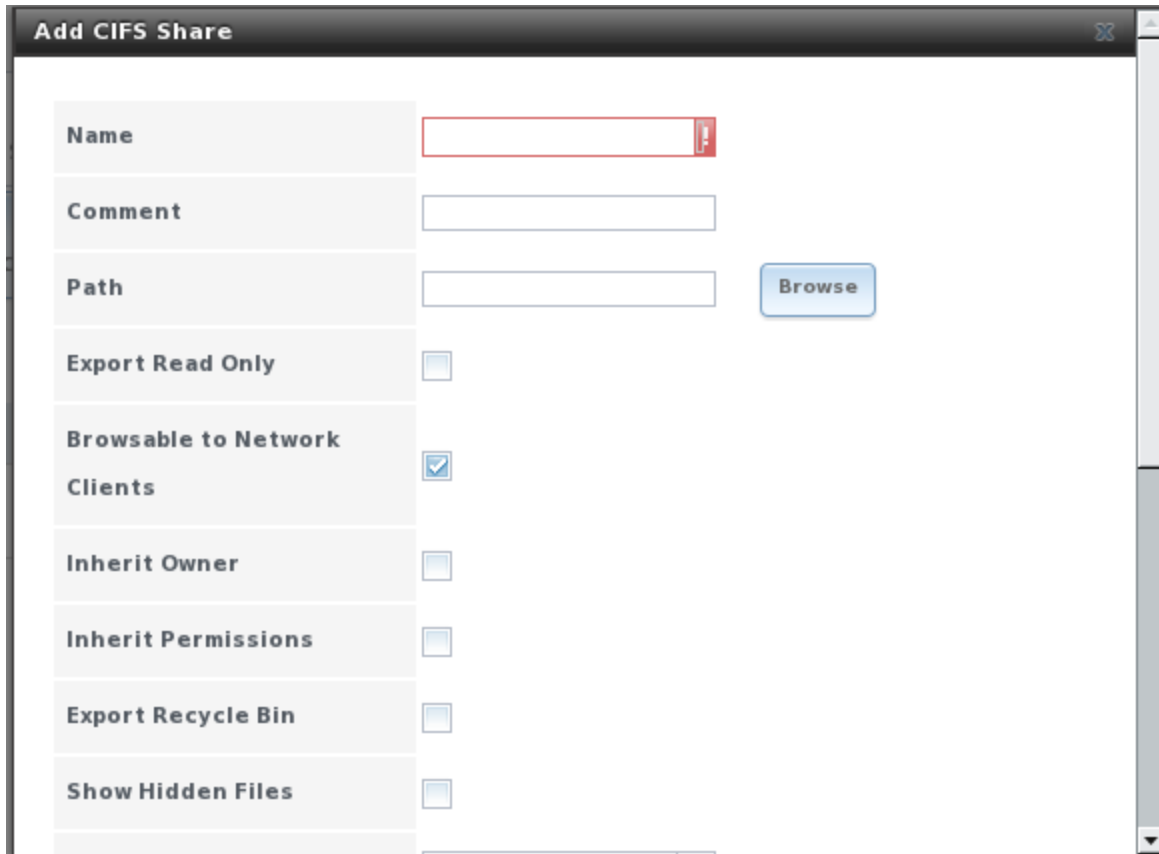 Add CIFS Share
Name
!
Comment
Path
Browse
Export Read Only
Browsable to Network
Clients
Inherit Owner
Inherit Permissions
Export Recycle Bin
Show Hidden Files